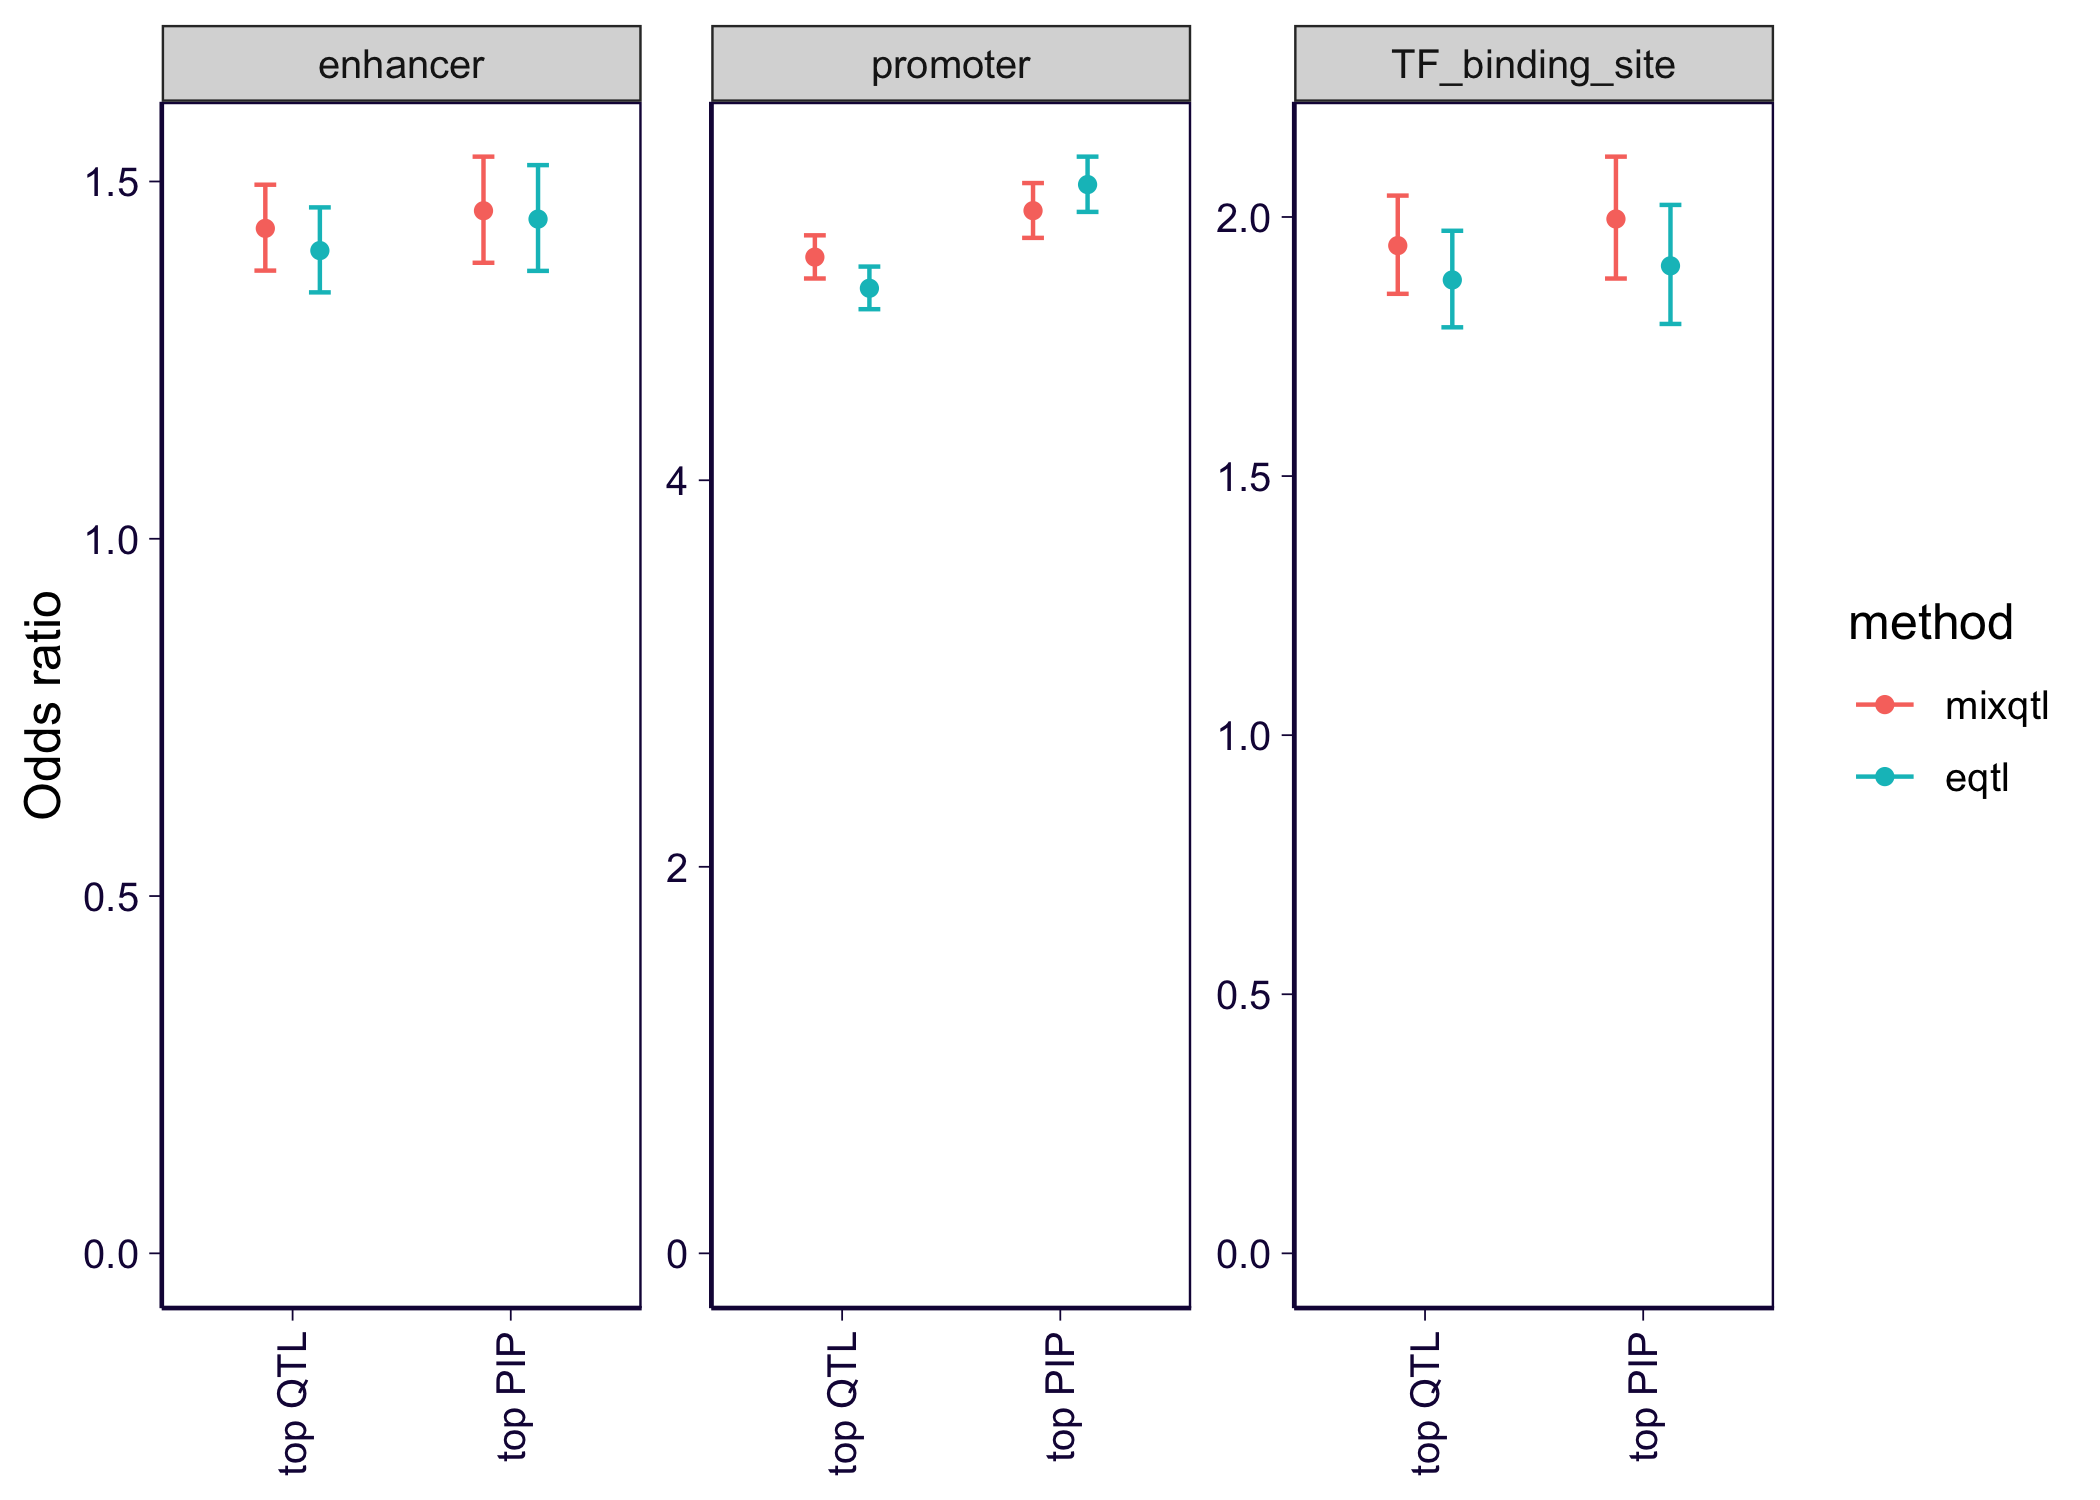 enhancer
promoter
TF_binding_site
Odds ratio
1.5
1.0
0.5
0.0
4
2
0
2.0
1.5
1.0
0.5
0.0
top QTL
top PIP
top QTL
top PIP
top QTL
top PIP
method
mixqtl
eqtl